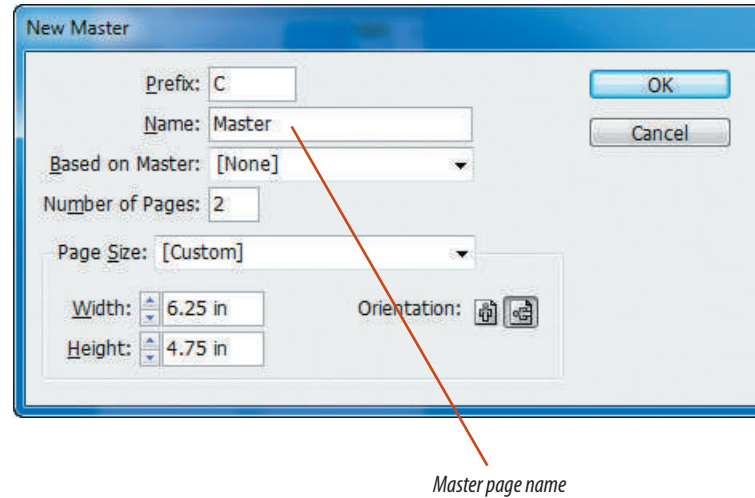 New Master
Prefix: C
OK
Name: Master
Cancel
Based on Master: [None]
Number of Pages: 2
Page Size: [Custom]
Width: 6.25 in
Orientation:
Height: 4.75 in
Master page name